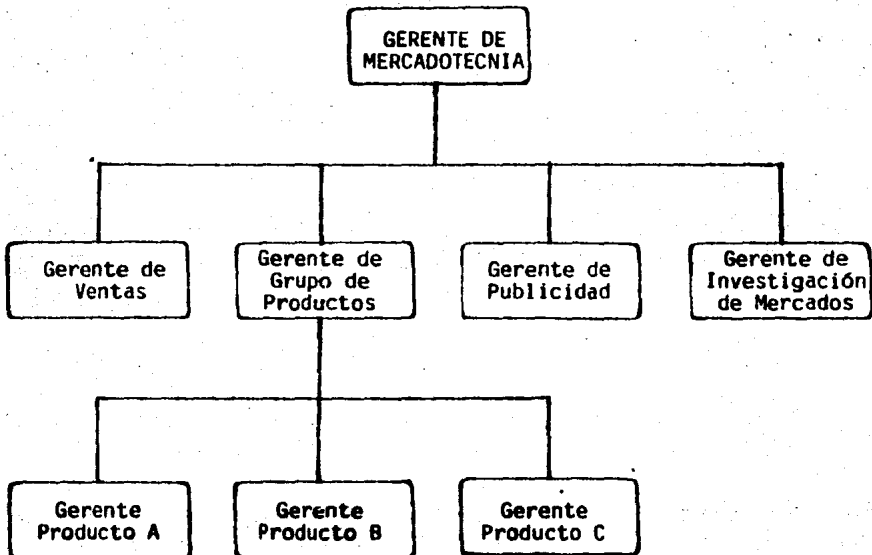 GERENTE DE
MERCADOTECNIA
Gerente de
Ventas
Gerente de
Grupo de
Productos
Gerente de
Publicidad
Gerente de
Investigación
de Mercados
Gerente
Producto A
Gerente
Producto B
Gerente
Producto C